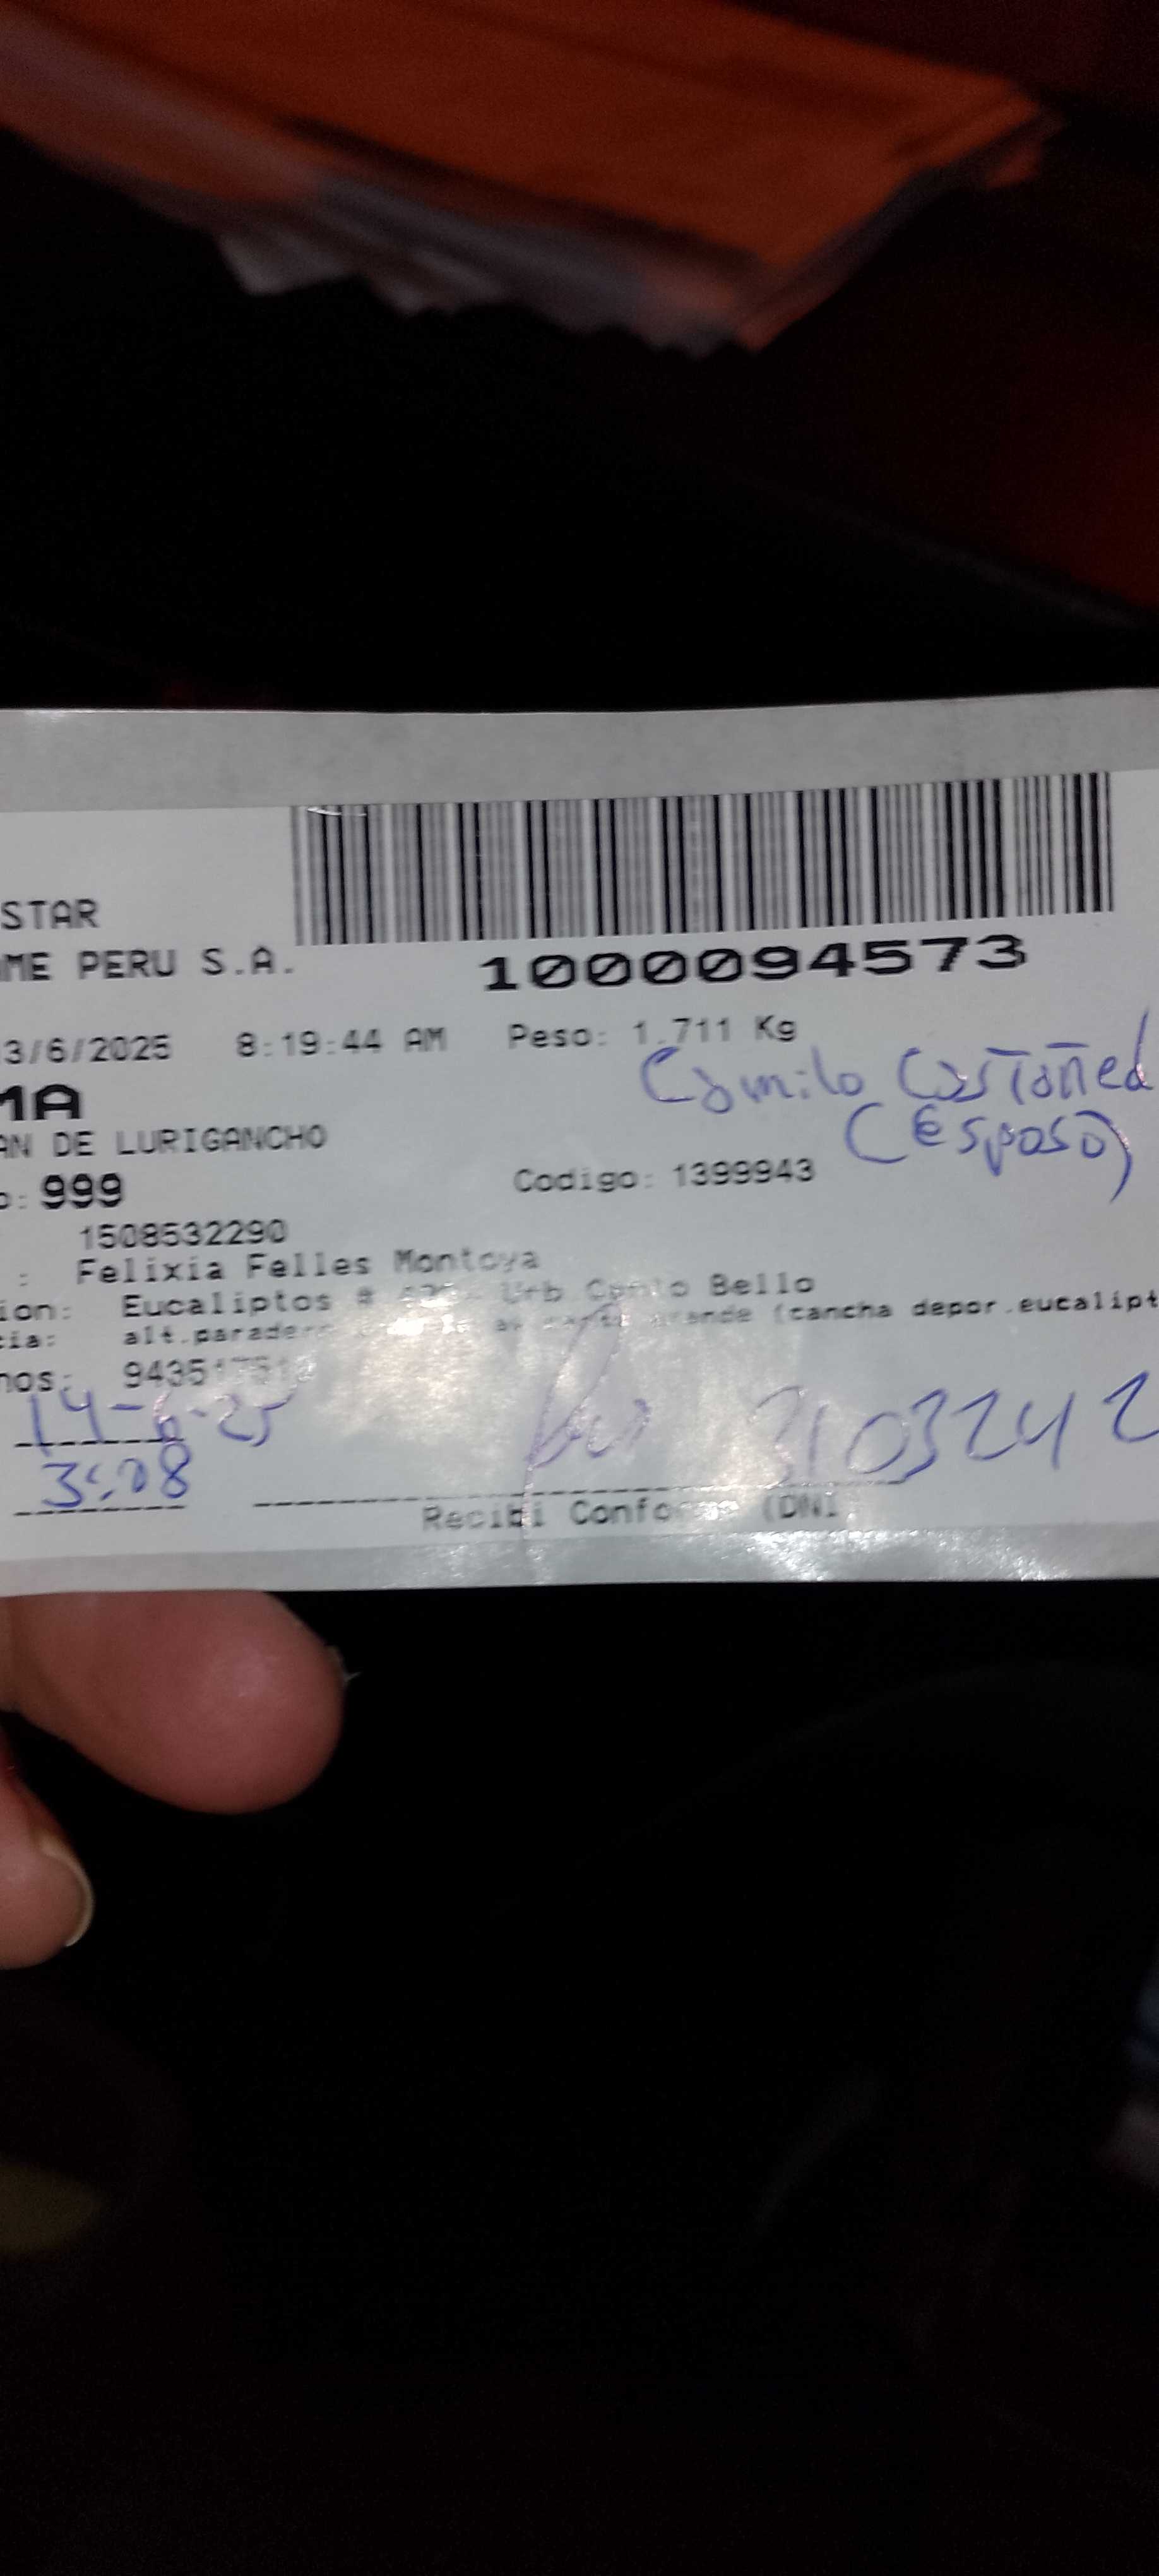 STAR
ME PERU S.A.
1000094573
3/6/2025 8:19:44 AM Peso: 1.711 Kg
Camilo Castañed
MA
(Esposo)
AN DE LURIGANCHO
o: 999 Codigo: 1399943
1508532290
: Felixia Felles Montoya
ion: Eucaliptos # Urb Canto Bello
cia: alt.paradero grande (cancha depor.eucalipt
nos:
14-6-25
3:08 3103242
Recibi Conforme (DNI